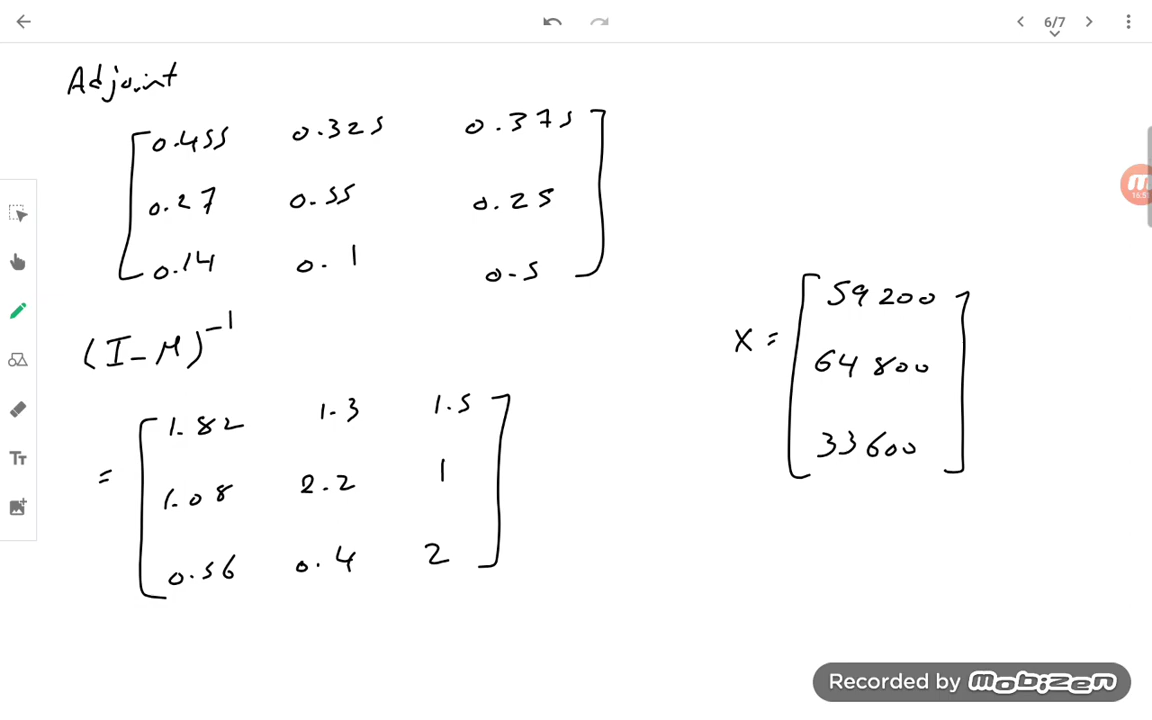 6/7
Adjoint
0.455 0.325 0.375
0.27 0.55 0.25
0.14 0.1 0.5
(I-M)⁻¹
= 1.82 1.3 1.5
1.08 2.2 1
0.56 0.4 2
X = 59200
64800
33600
Tт
Recorded by mobizen